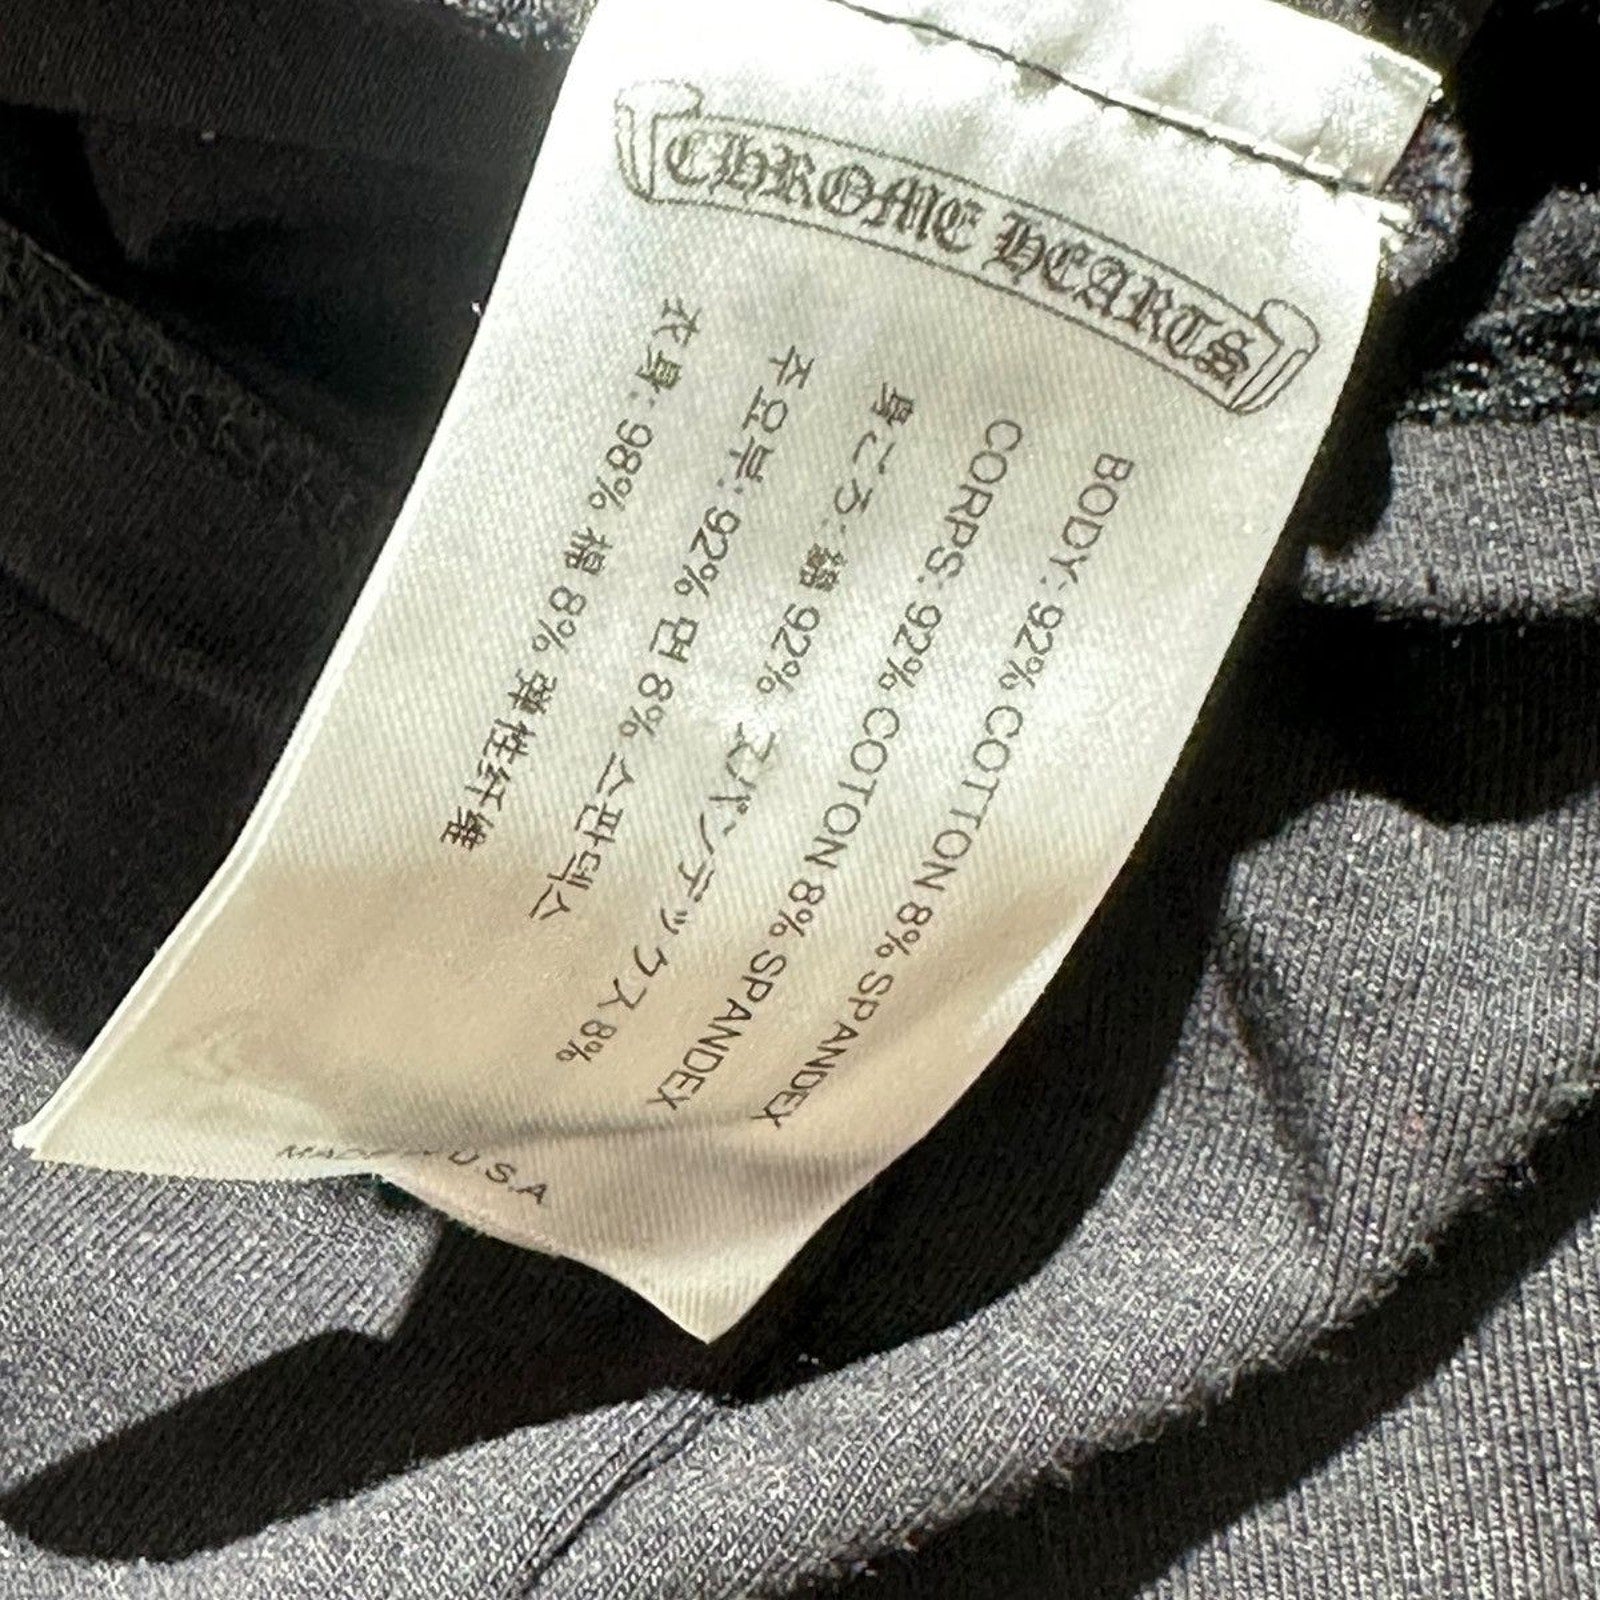 CHROME HEARTS
BODY: 92% COTTON 8% SPANDEX
CORPS: 92% COTON 8% SPANDEX
身ごろ: 綿 92% スパンデックス 8%
주요부: 92% 면 8% 스판덱스
衣身: 98% 棉 8% 弹性纤维
MADE IN U.S.A